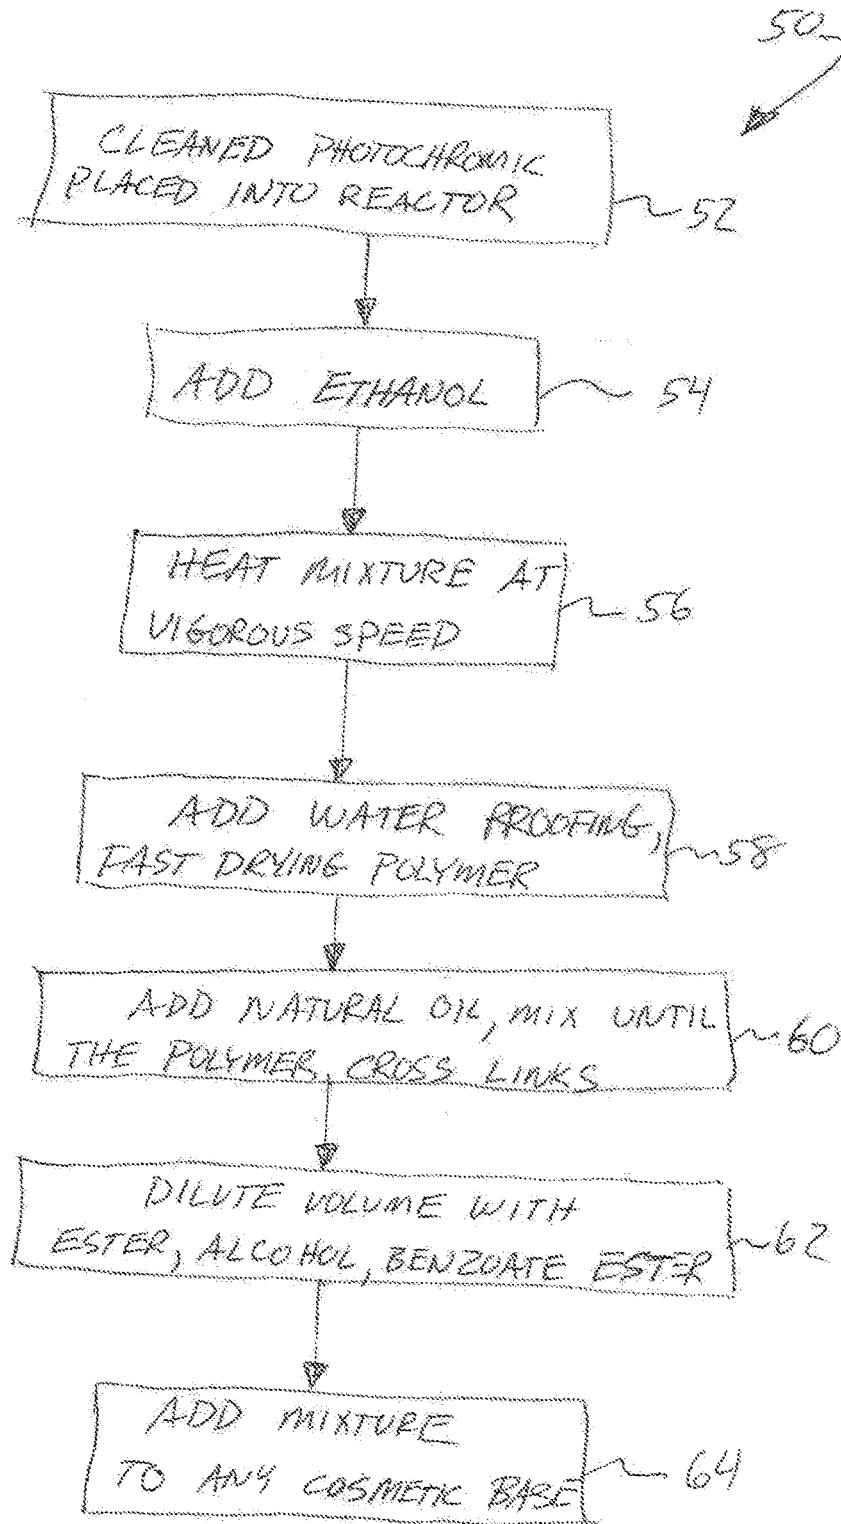 50
CLEANED PHOTOCHROMIC
PLACED INTO REACTOR
52
ADD ETHANOL
54
HEAT MIXTURE AT
VIGOROUS SPEED
56
ADD WATER PROOFING,
FAST DRYING POLYMER
58
ADD NATURAL OIL, MIX UNTIL
THE POLYMER CROSS LINKS
60
DILUTE VOLUME WITH
ESTER, ALCOHOL, BENZOATE ESTER
62
ADD MIXTURE
TO ANY COSMETIC BASE
64